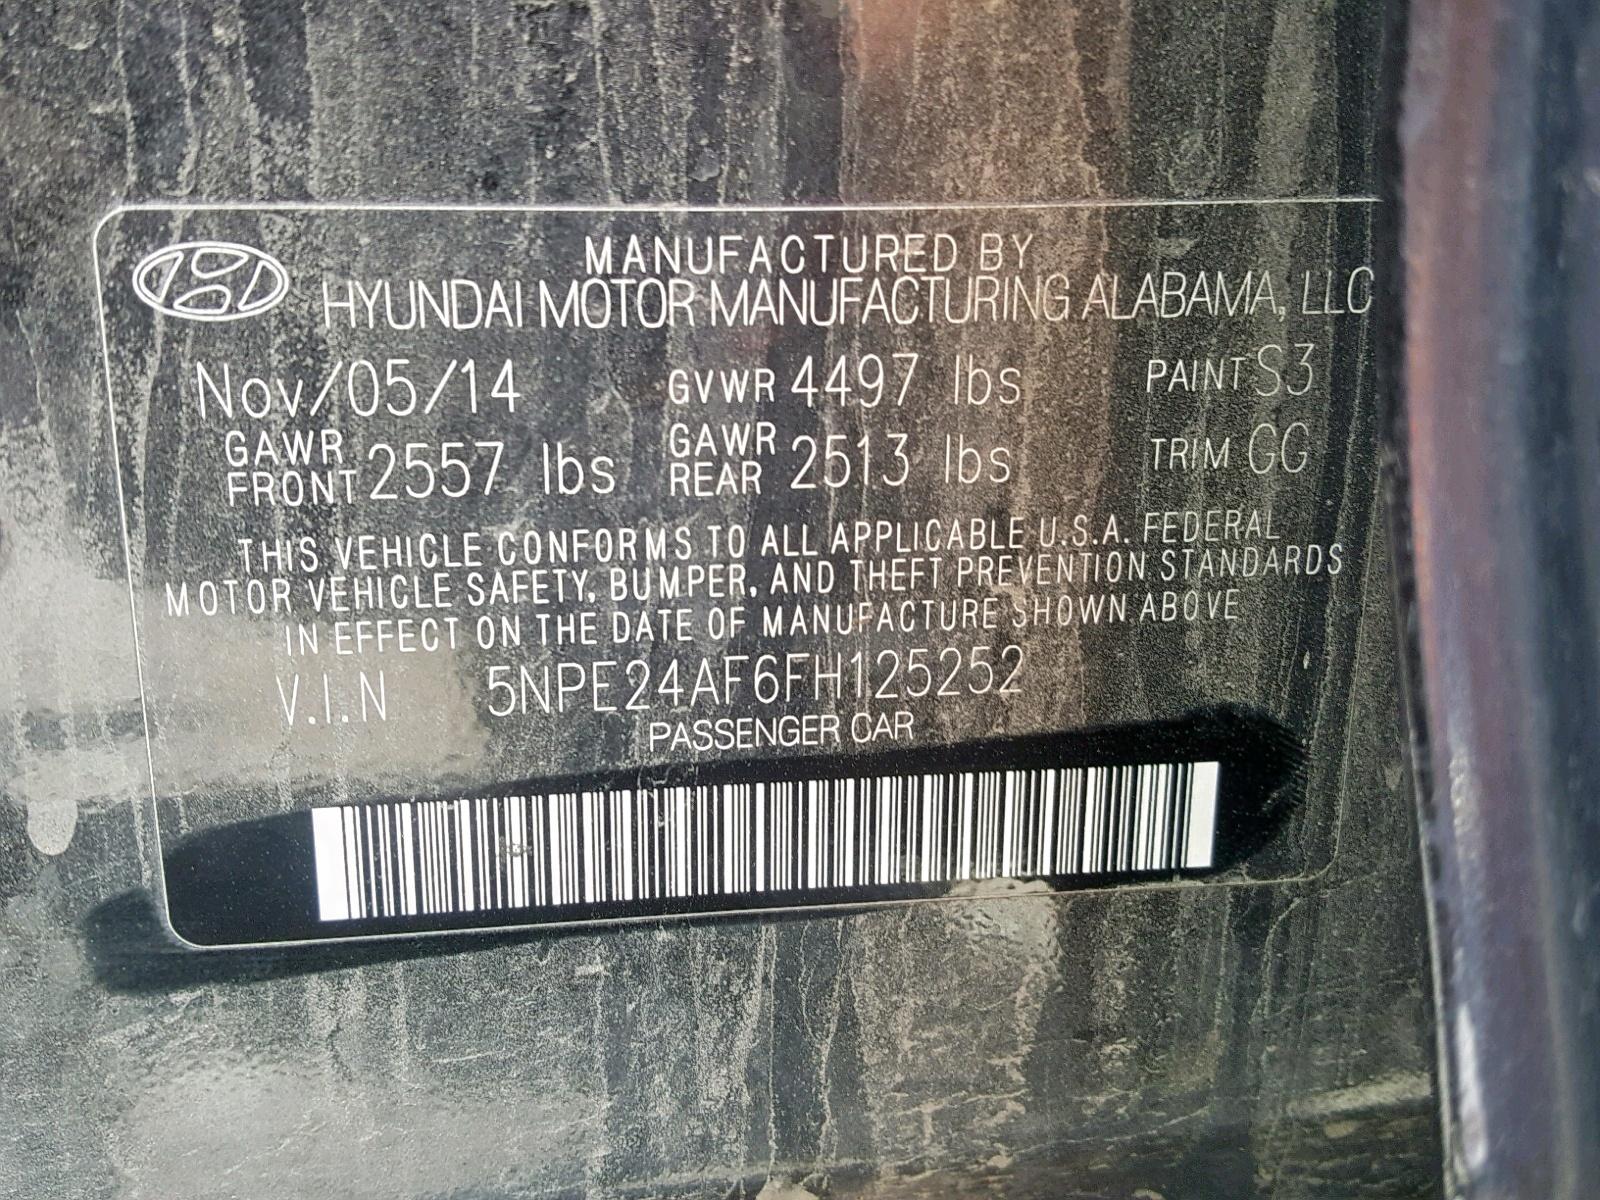 MANUFACTURED BY
HYUNDAI MOTOR MANUFACTURING ALABAMA, LLC
Nov/05/14 GVWR 4497 lbs PAINT S3
GAWR FRONT 2557 lbs GAWR REAR 2513 lbs TRIM GG
THIS VEHICLE CONFORMS TO ALL APPLICABLE U.S.A. FEDERAL
MOTOR VEHICLE SAFETY, BUMPER, AND THEFT PREVENTION STANDARDS
IN EFFECT ON THE DATE OF MANUFACTURE SHOWN ABOVE
V.I.N 5NPE24AF6FH125252
PASSENGER CAR